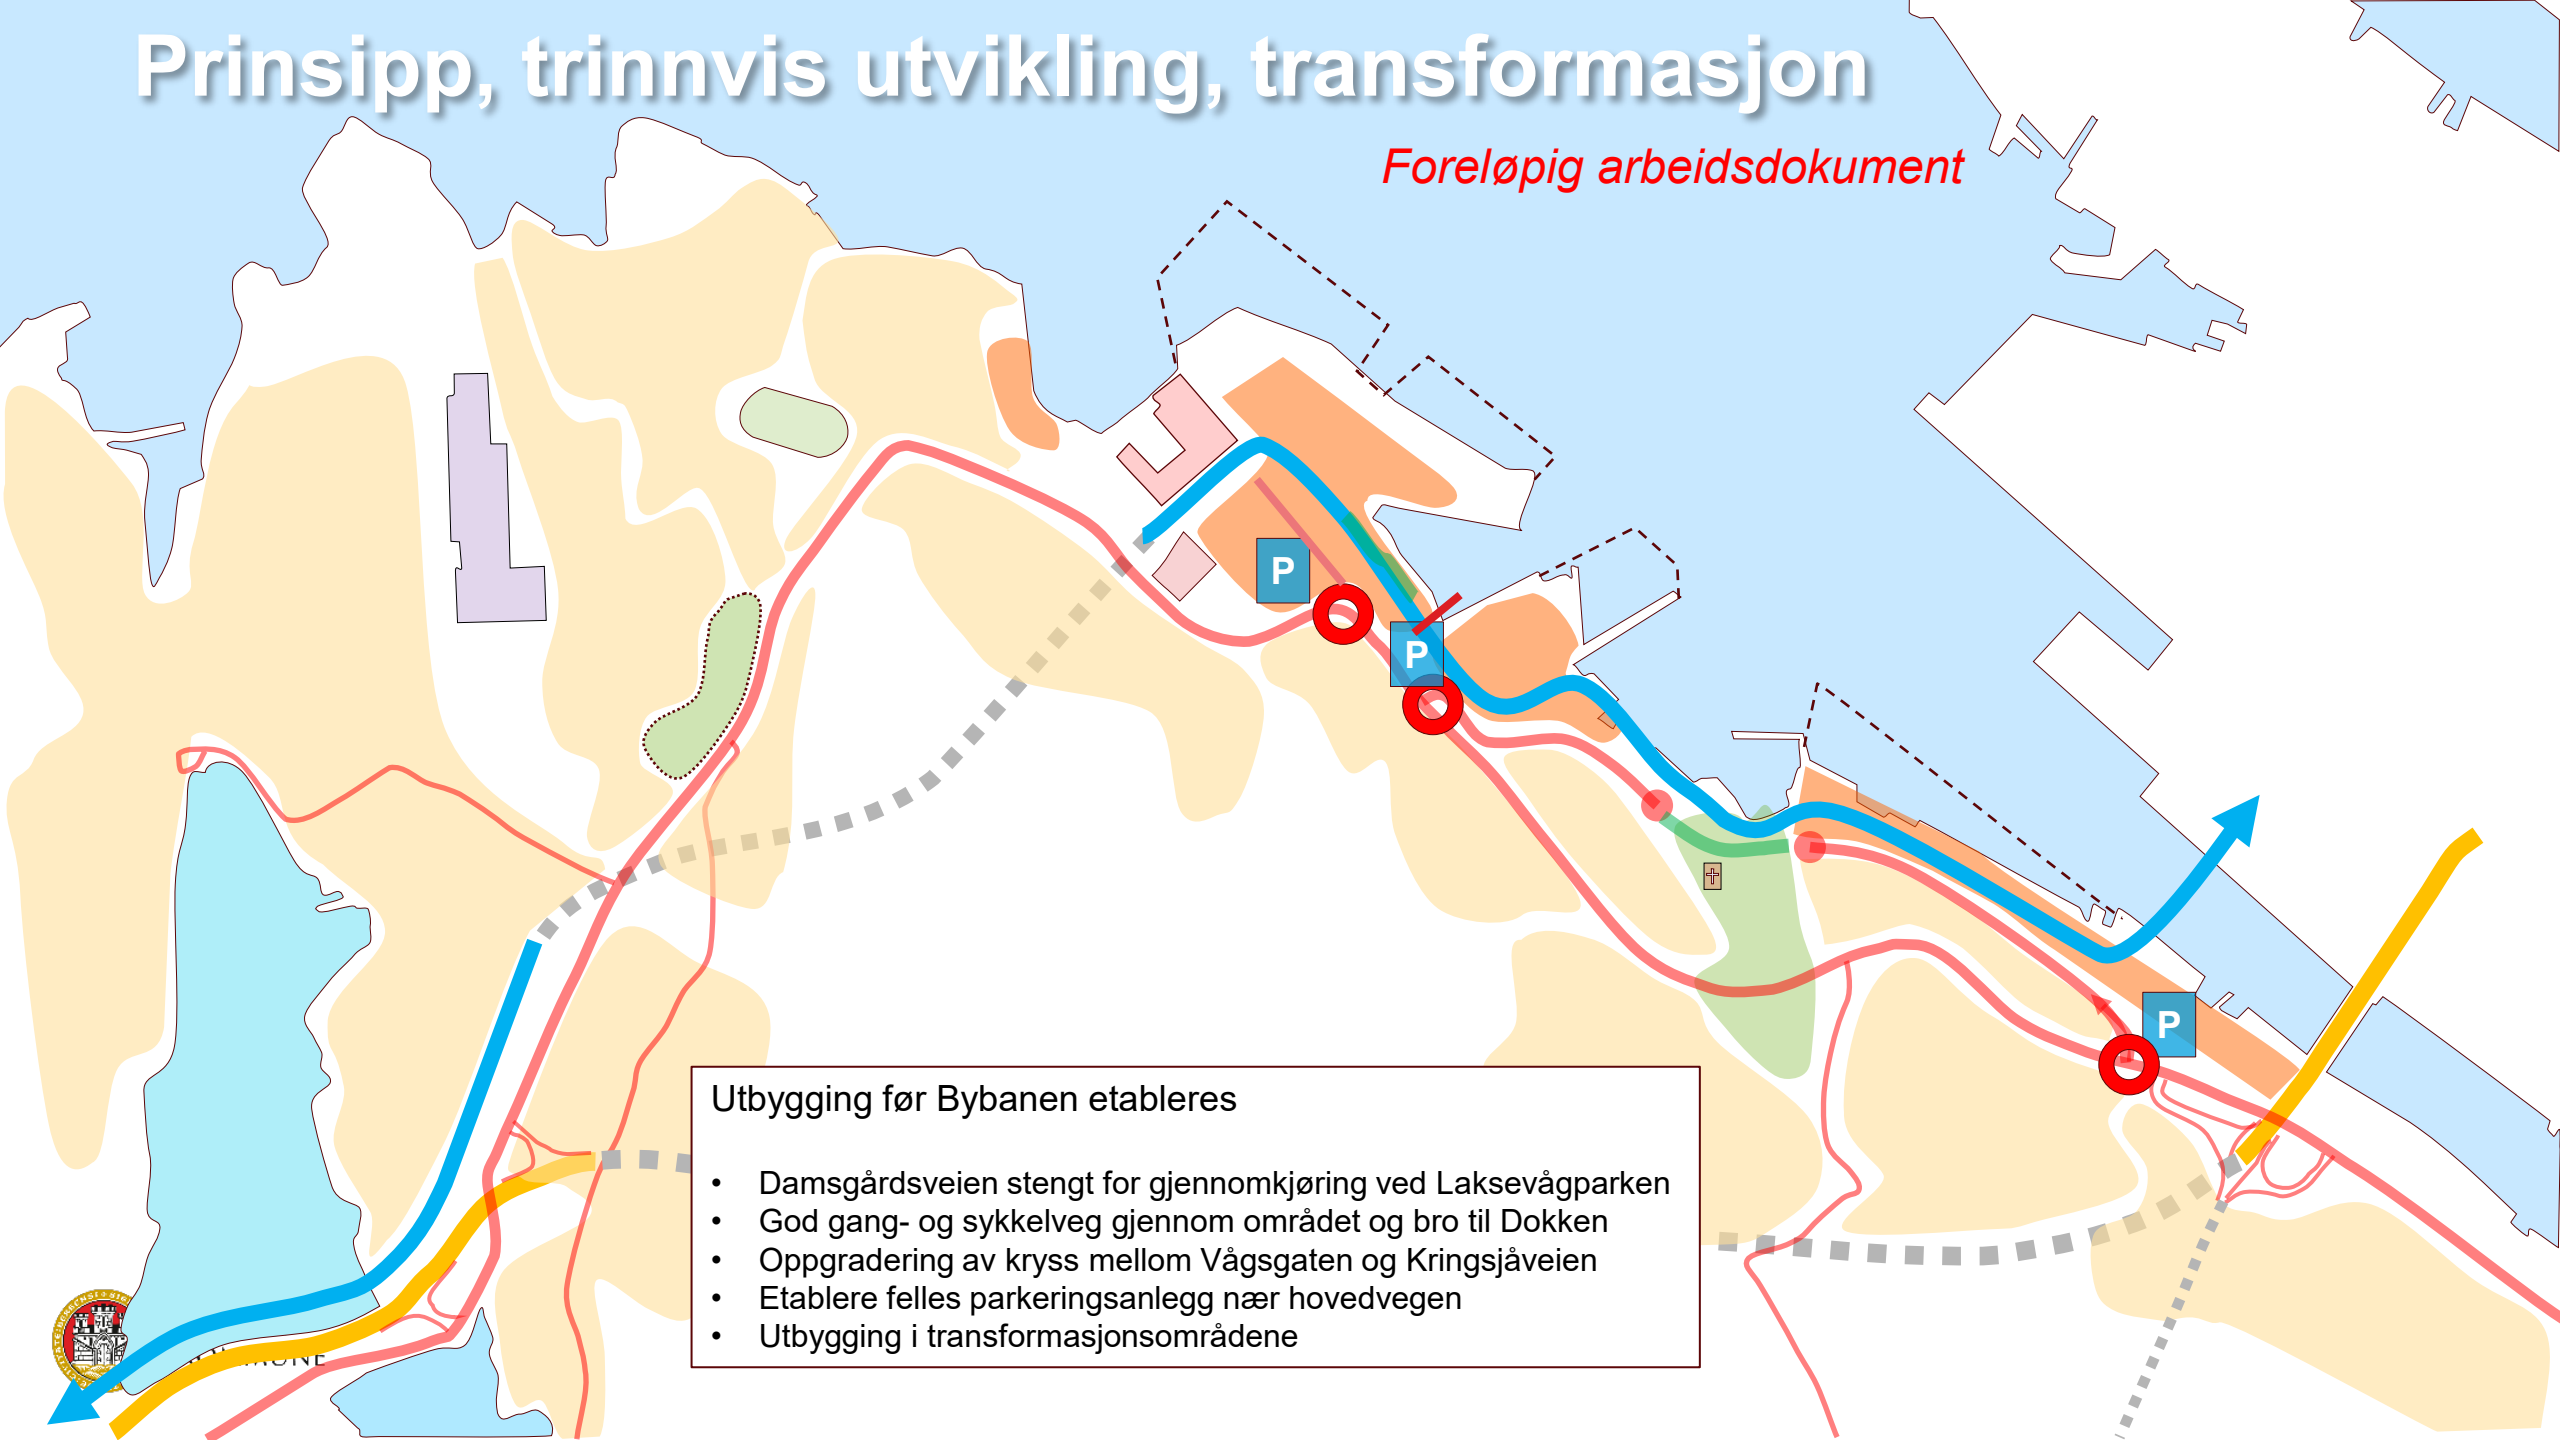 Prinsipp, trinnvis utvikling, transformasjon
Foreløpig arbeidsdokument
P
P
P
Utbygging før Bybanen etableres
• Damsgårdsveien stengt for gjennomkjøring ved Laksevågparken
• God gang- og sykkelveg gjennom området og bro til Dokken
• Oppgradering av kryss mellom Vågsgaten og Kringsjåveien
• Etablere felles parkeringsanlegg nær hovedvegen
• Utbygging i transformasjonsområdene